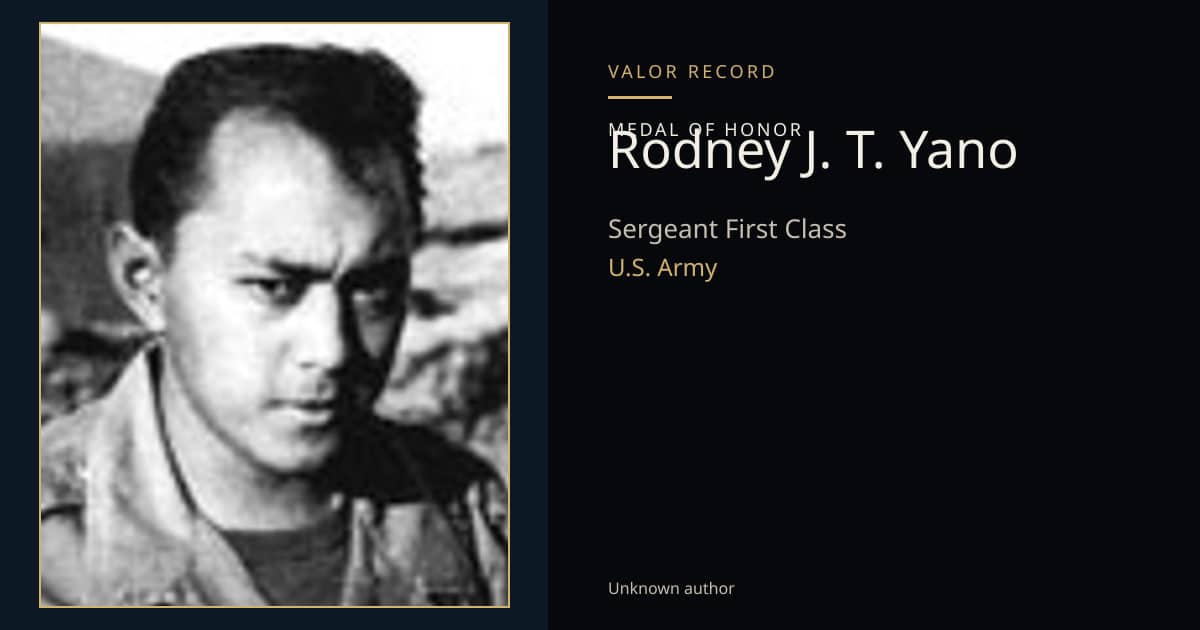 VALOR RECORD
MEDAL OF HONOR
Rodney J. T. Yano
Sergeant First Class
U.S. Army
Unknown author